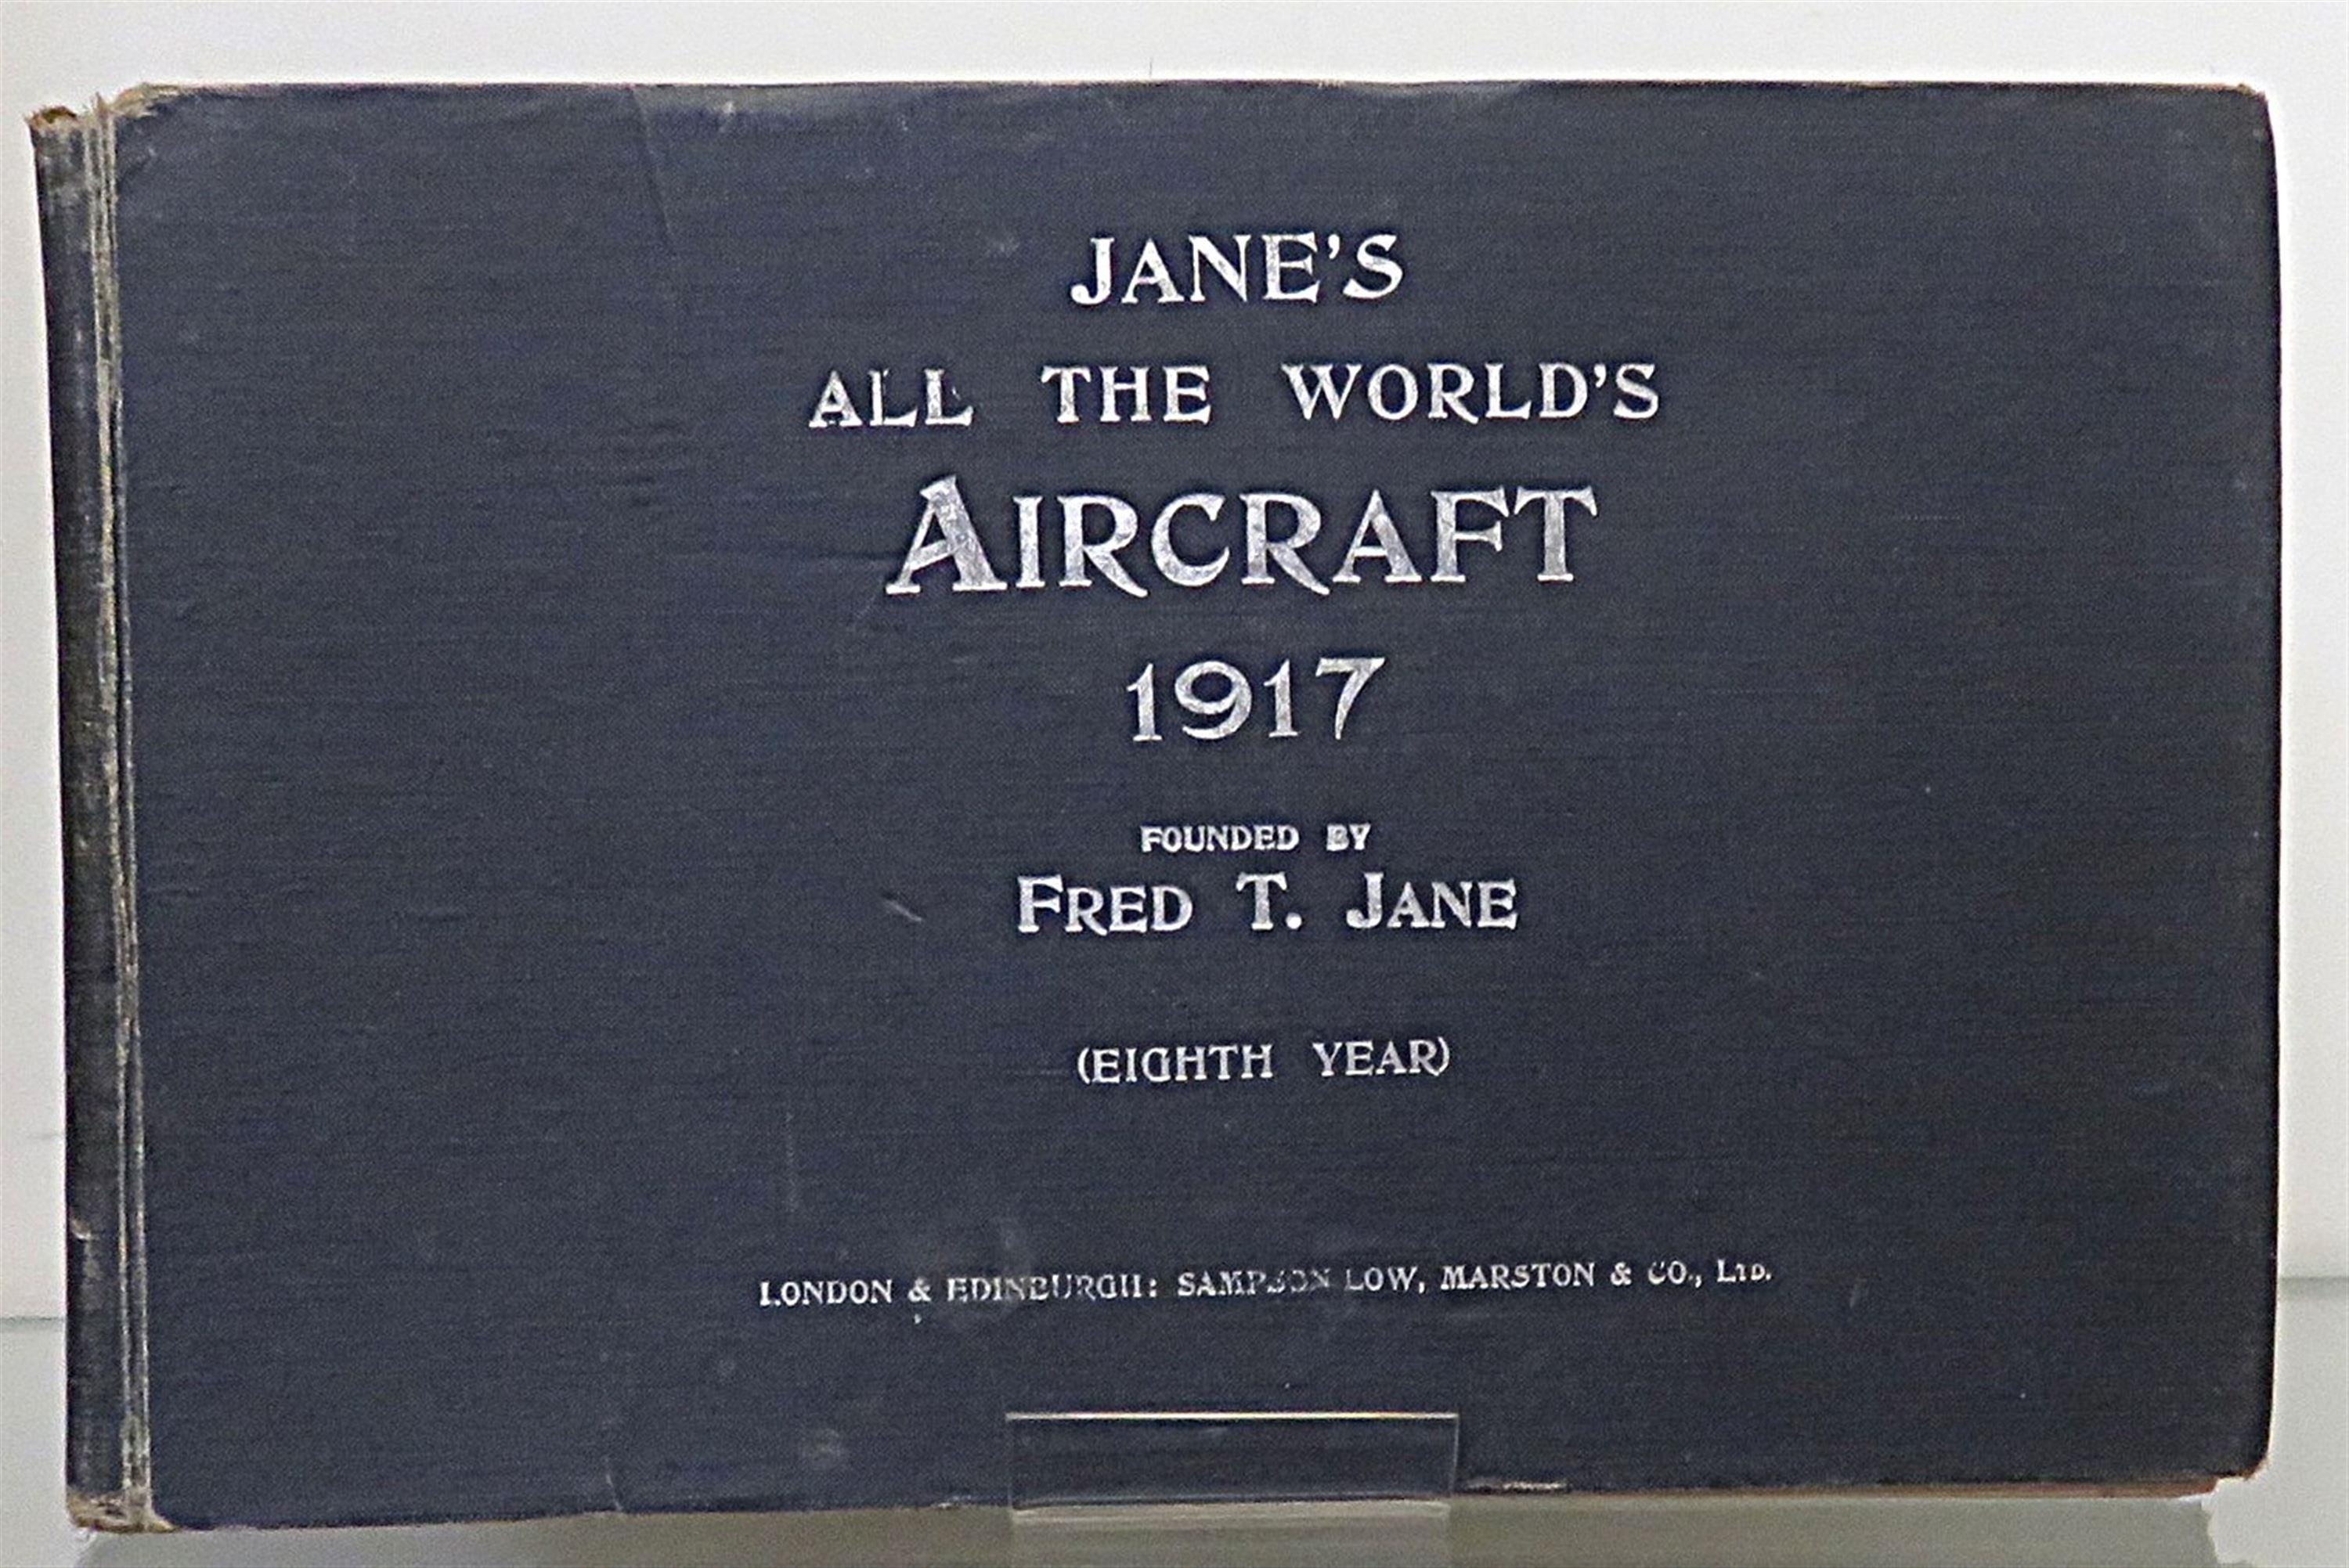 JANE'S
ALL THE WORLD'S
AIRCRAFT
1917
FOUNDED BY
FRED T. JANE
(EIGHTH YEAR)
LONDON & EDINBURGH: SAMPSON LOW, MARSTON & CO., LTD.